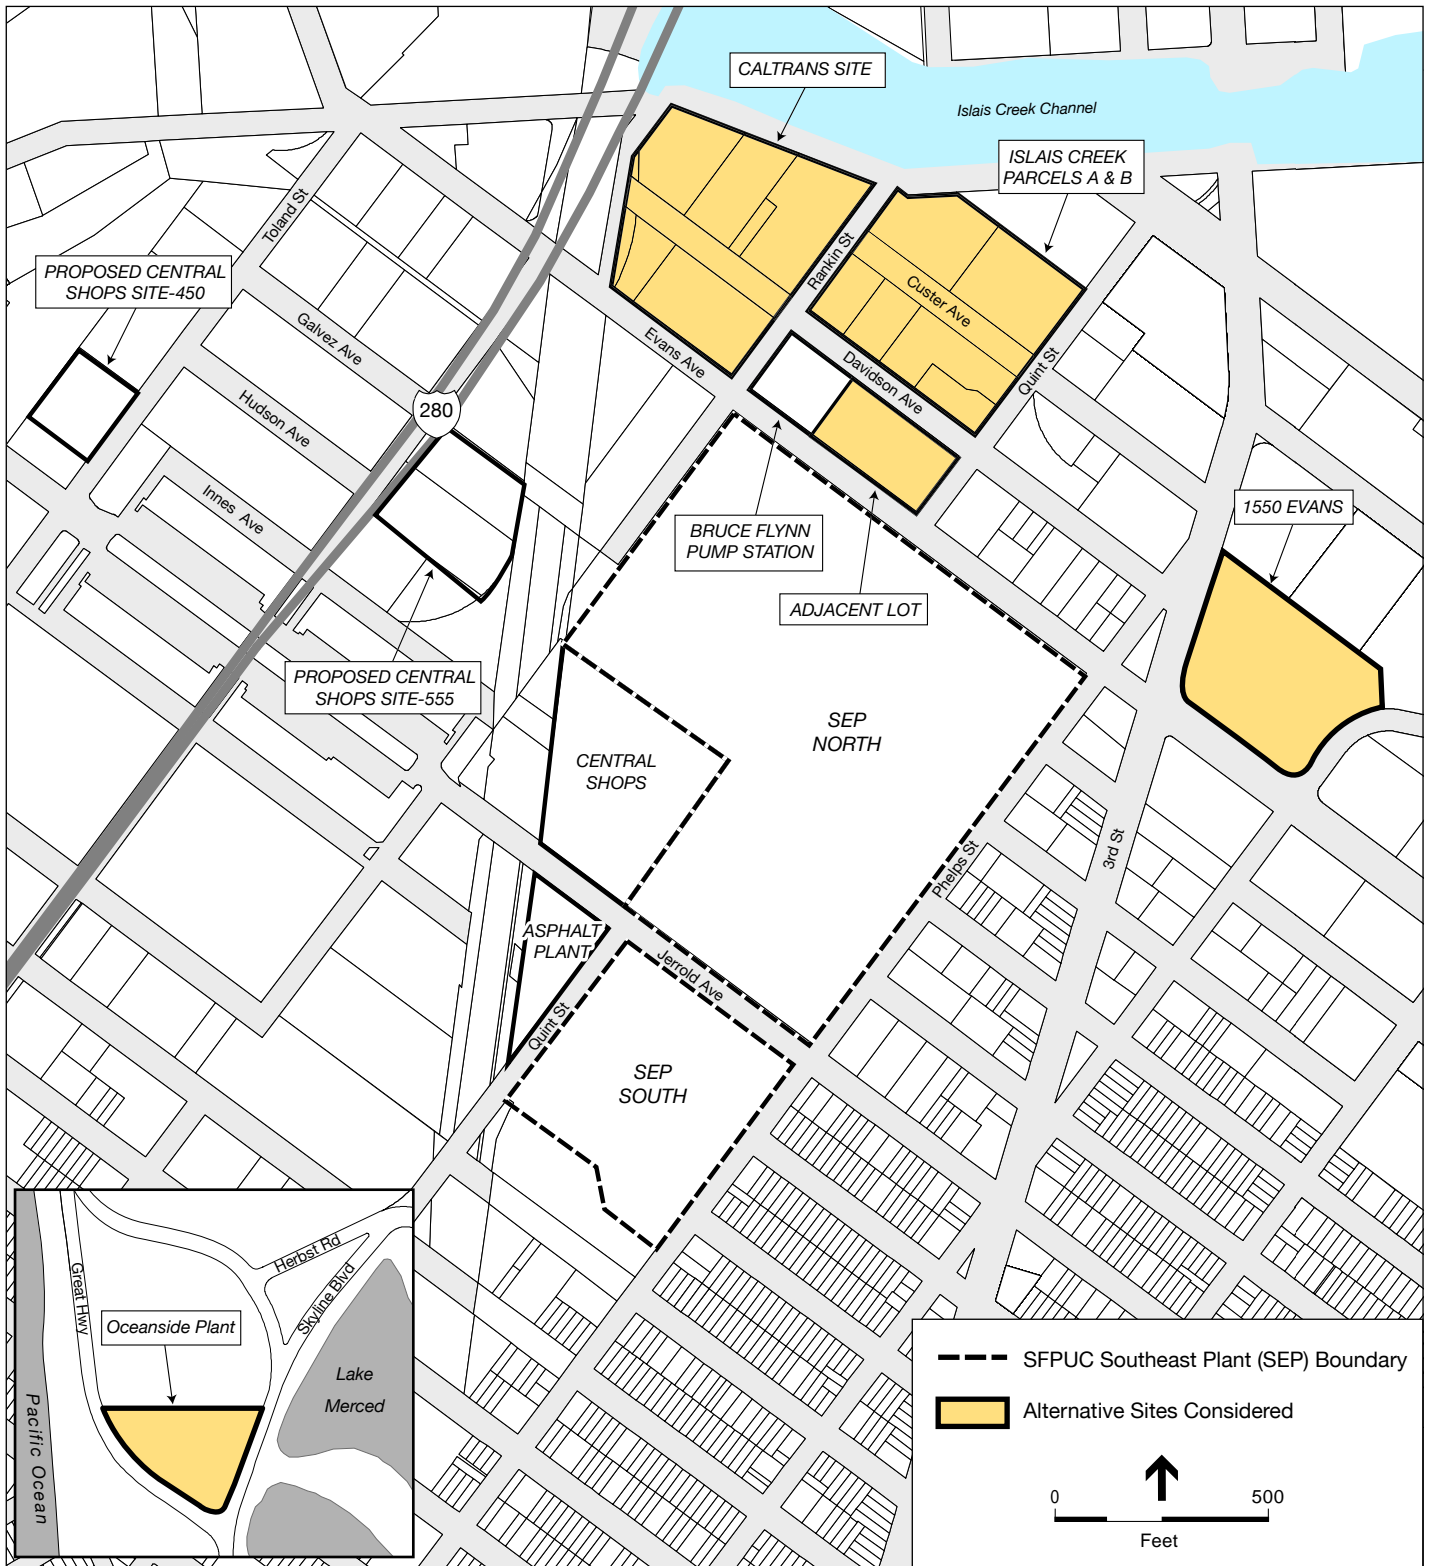 CALTRANS SITE
Islais Creek Channel
ISLAIS CREEK
PARCELS A & B
Toland St
PROPOSED CENTRAL
SHOPS SITE-450
Rankin St
Custer Ave
Galvez Ave
Evans Ave
Davidson Ave
Quint St
Hudson Ave
280
Innes Ave
1550 EVANS
BRUCE FLYNN
PUMP STATION
ADJACENT LOT
PROPOSED CENTRAL
SHOPS SITE-555
SEP
NORTH
CENTRAL
SHOPS
3rd St
Phelps St
ASPHALT
PLANT
Jerrold Ave
Quint St
SEP
SOUTH
Herbst Rd
Great Hwy
Skyline Blvd
Oceanside Plant
Lake
Merced
Pacific Ocean
SFPUC Southeast Plant (SEP) Boundary
Alternative Sites Considered
0 500
Feet